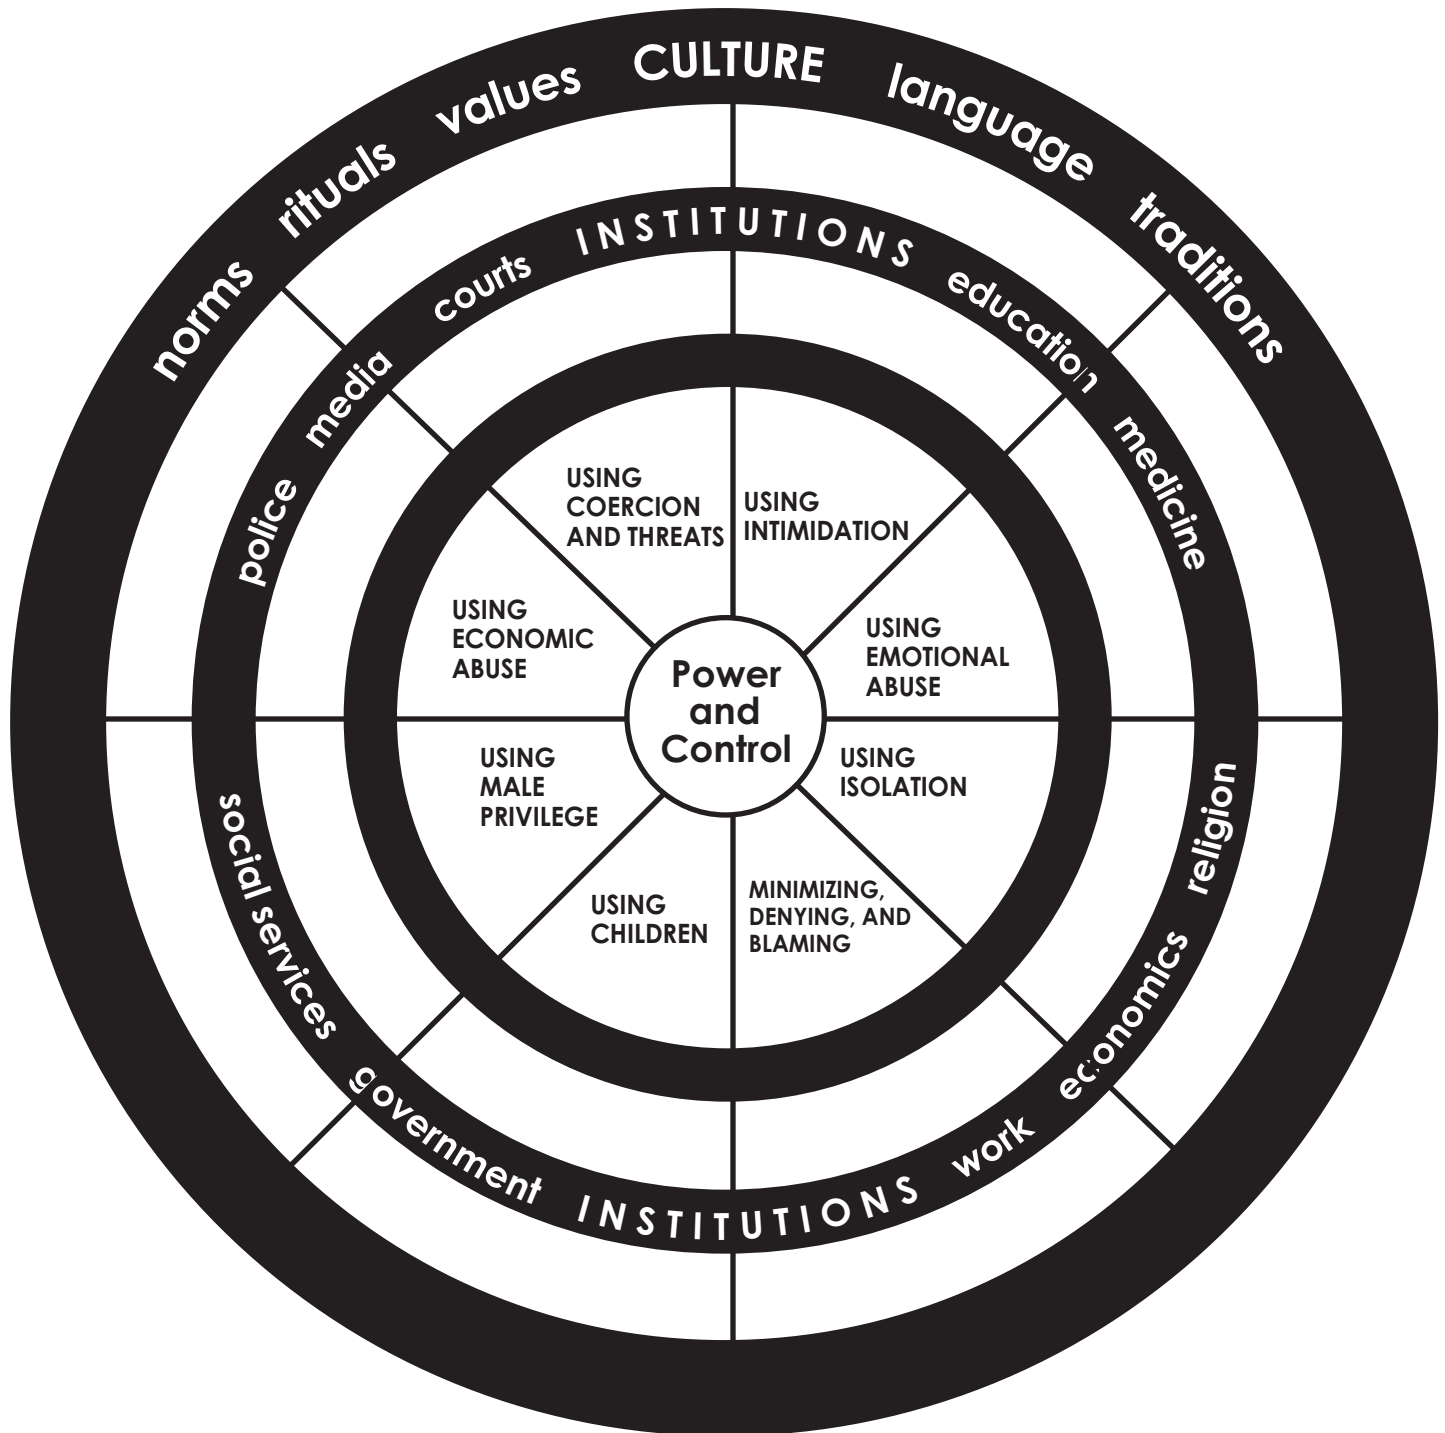 norms rituals values CULTURE language traditions
police media courts INSTITUTIONS education medicine
social services government INSTITUTIONS work economics religion
USING
COERCION
AND THREATS
USING
INTIMIDATION
USING
EMOTIONAL
ABUSE
USING
ISOLATION
MINIMIZING,
DENYING, AND
BLAMING
USING
CHILDREN
USING
MALE
PRIVILEGE
USING
ECONOMIC
ABUSE
Power
and
Control